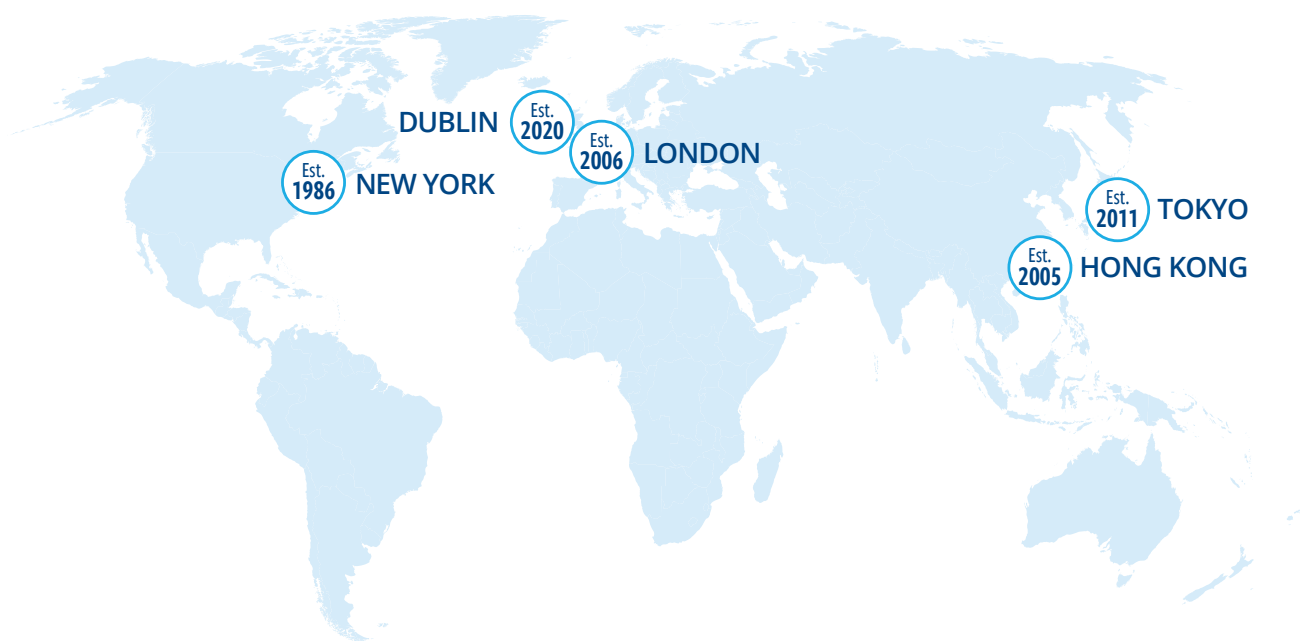 DUBLIN
Est.
2020
Est.
2006
LONDON
Est.
1986
NEW YORK
Est.
2011
TOKYO
Est.
2005
HONG KONG